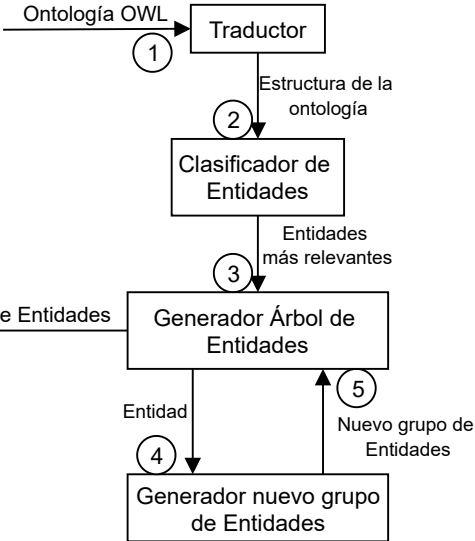 Ontología OWL
Traductor
1
Estructura de la
ontología
2
Clasificador de
Entidades
Entidades
más relevantes
3
e Entidades
Generador Árbol de
Entidades
5
Entidad
Nuevo grupo de
Entidades
4
Generador nuevo grupo
de Entidades